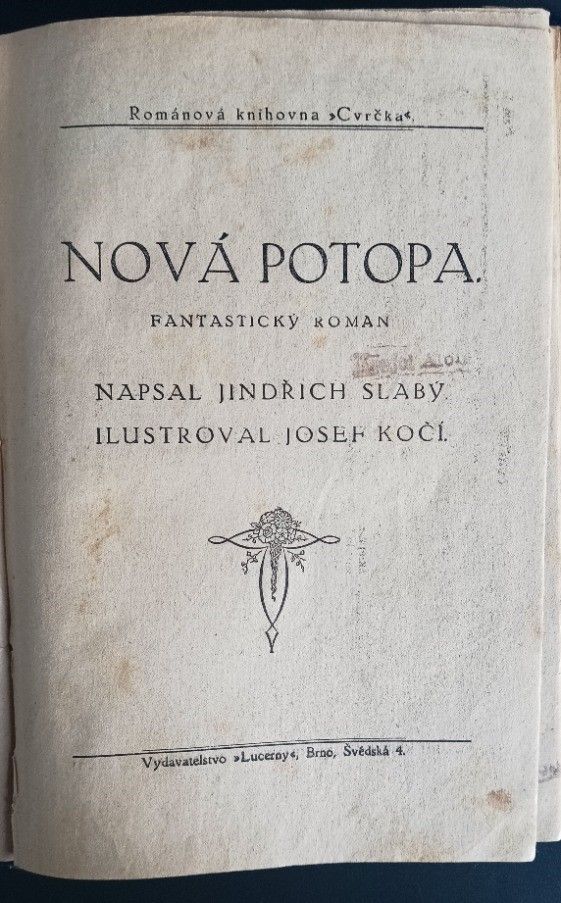 Románová knihovna »Cvrčka«.
NOVÁ POTOPA.
FANTASTICKÝ ROMAN
NAPSAL JINDŘICH SLABÝ.
ILUSTROVAL JOSEF KOČÍ.
Vydavatelstvo »Lucerny«, Brno, Švédská 4.